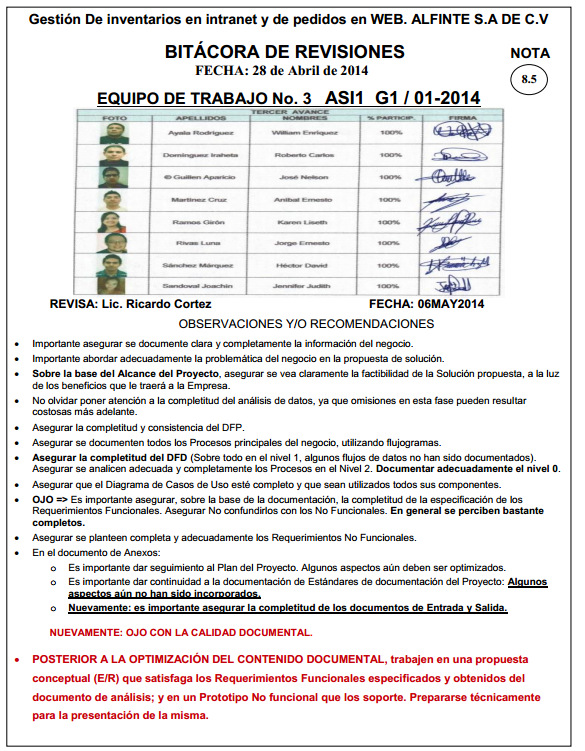 Gestión De inventarios en intranet y de pedidos en WEB. ALFINTE S.A DE C.V
BITÁCORA DE REVISIONES
NOTA
FECHA: 28 de Abril de 2014
8.5
EQUIPO DE TRABAJO No. 3 ASI1 G1 / 01-2014
TERCER AVANCE
FOTO APELLIDOS NOMBRES % PARTICIP. FIRMA
Ayala Rodríguez William Enríquez 100%
Domínguez Iraheta Roberto Carlos 100%
© Guillen Aparicio José Nelson 100%
Martínez Cruz Aníbal Ernesto 100%
Ramos Girón Karen Liseth 100%
Rivas Luna Jorge Ernesto 100%
Sánchez Márquez Héctor David 100%
Sandoval Joachin Jennifer Judith 100%
REVISA: Lic. Ricardo Cortez FECHA: 06MAY2014
OBSERVACIONES Y/O RECOMENDACIONES
• Importante asegurar se documente clara y completamente la información del negocio.
• Importante abordar adecuadamente la problemática del negocio en la propuesta de solución.
• Sobre la base del Alcance del Proyecto, asegurar se vea claramente la factibilidad de la Solución propuesta, a la luz
de los beneficios que le traerá a la Empresa.
• No olvidar poner atención a la completitud del análisis de datos, ya que omisiones en esta fase pueden resultar
costosas más adelante.
• Asegurar la completitud y consistencia del DFP.
• Asegurar se documenten todos los Procesos principales del negocio, utilizando flujogramas.
• Asegurar la completitud del DFD (Sobre todo en el nivel 1, algunos flujos de datos no han sido documentados).
Asegurar se analicen adecuada y completamente los Procesos en el Nivel 2. Documentar adecuadamente el nivel 0.
• Asegurar que el Diagrama de Casos de Uso esté completo y que sean utilizados todos sus componentes.
• OJO => Es importante asegurar, sobre la base de la documentación, la completitud de la especificación de los
Requerimientos Funcionales. Asegurar No confundirlos con los No Funcionales. En general se perciben bastante
completos.
• Asegurar se planteen completa y adecuadamente los Requerimientos No Funcionales.
• En el documento de Anexos:
o Es importante dar seguimiento al Plan del Proyecto. Algunos aspectos aún deben ser optimizados.
o Es importante dar continuidad a la documentación de Estándares de documentación del Proyecto: Algunos
aspectos aún no han sido incorporados.
o Nuevamente: es importante asegurar la completitud de los documentos de Entrada y Salida.
NUEVAMENTE: OJO CON LA CALIDAD DOCUMENTAL.
• POSTERIOR A LA OPTIMIZACIÓN DEL CONTENIDO DOCUMENTAL, trabajen en una propuesta
conceptual (E/R) que satisfaga los Requerimientos Funcionales especificados y obtenidos del
documento de análisis; y en un Prototipo No funcional que los soporte. Prepararse técnicamente
para la presentación de la misma.